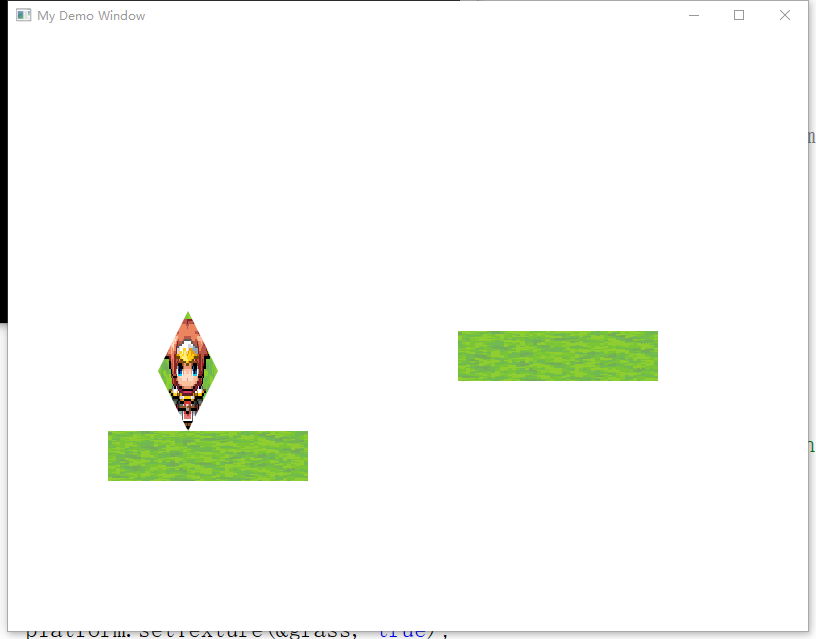 My Demo Window
platform.setTexture(&grass, true);